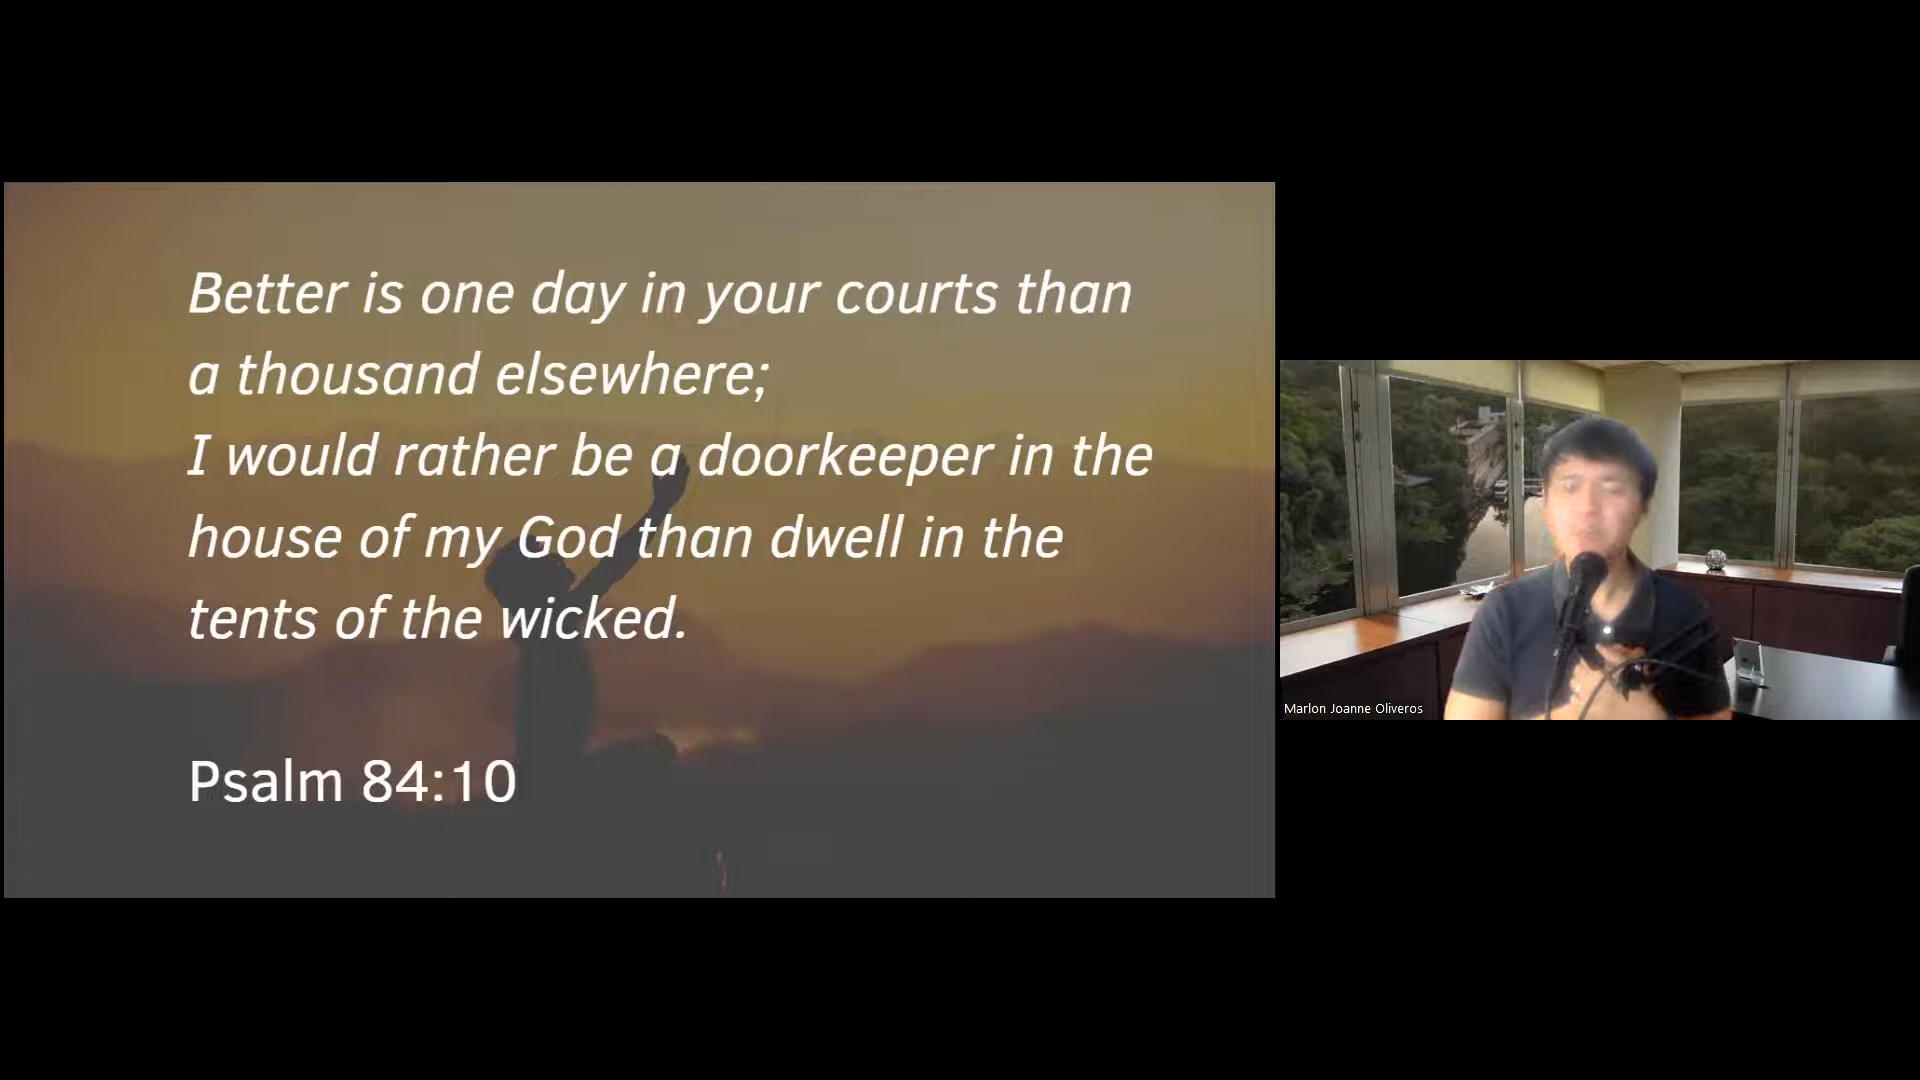 Better is one day in your courts than
a thousand elsewhere;
I would rather be a doorkeeper in the
house of my God than dwell in the
tents of the wicked.
Psalm 84:10
Marlon Joanne Oliveros